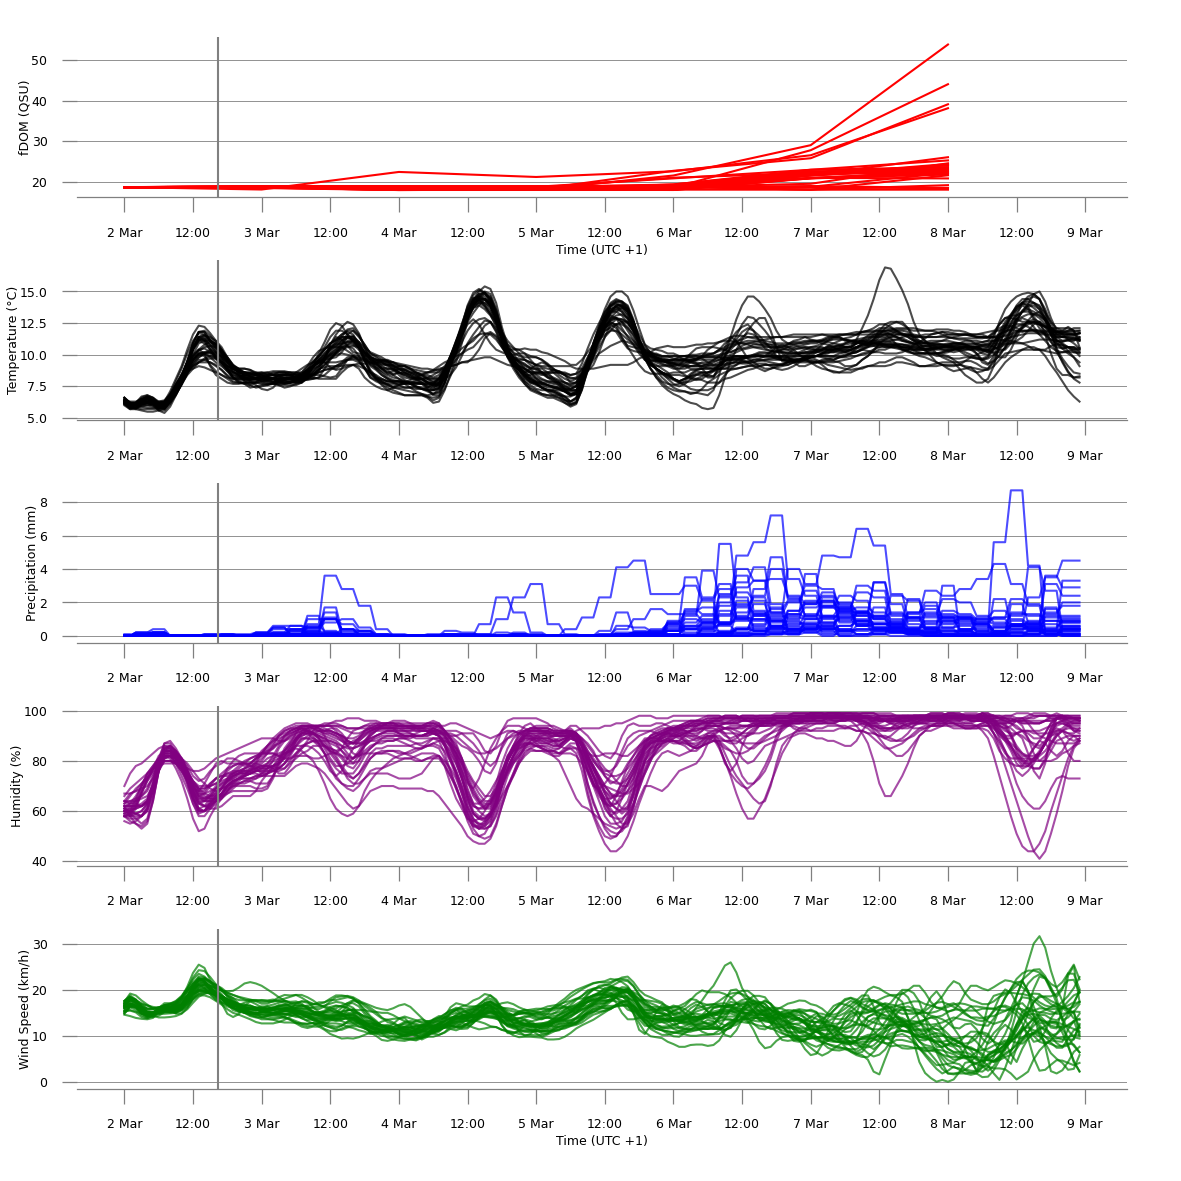 fDOM (QSU)
50
40
30
20
2 Mar 12:00 3 Mar 12:00 4 Mar 12:00 5 Mar 12:00 6 Mar 12:00 7 Mar 12:00 8 Mar 12:00 9 Mar
Time (UTC +1)
Temperature (°C)
15.0
12.5
10.0
7.5
5.0
2 Mar 12:00 3 Mar 12:00 4 Mar 12:00 5 Mar 12:00 6 Mar 12:00 7 Mar 12:00 8 Mar 12:00 9 Mar
Precipitation (mm)
8
6
4
2
0
2 Mar 12:00 3 Mar 12:00 4 Mar 12:00 5 Mar 12:00 6 Mar 12:00 7 Mar 12:00 8 Mar 12:00 9 Mar
Humidity (%)
100
80
60
40
2 Mar 12:00 3 Mar 12:00 4 Mar 12:00 5 Mar 12:00 6 Mar 12:00 7 Mar 12:00 8 Mar 12:00 9 Mar
Wind Speed (km/h)
30
20
10
0
2 Mar 12:00 3 Mar 12:00 4 Mar 12:00 5 Mar 12:00 6 Mar 12:00 7 Mar 12:00 8 Mar 12:00 9 Mar
Time (UTC +1)